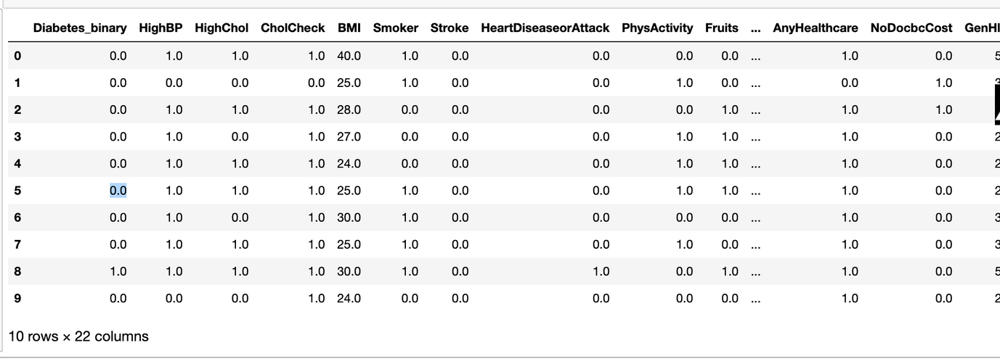 Diabetes_binary HighBP HighChol CholCheck BMI Smoker Stroke HeartDiseaseorAttack PhysActivity Fruits ... AnyHealthcare NoDocbcCost
0 0.0 1.0 1.0 1.0 40.0 1.0 0.0 0.0 0.0 0.0 ... 1.0 0.0 5
1 0.0 0.0 0.0 0.0 25.0 1.0 0.0 0.0 1.0 0.0 ... 0.0 1.0
2 0.0 1.0 1.0 1.0 28.0 0.0 0.0 0.0 0.0 1.0 ... 1.0 1.0
3 0.0 1.0 0.0 1.0 27.0 0.0 0.0 0.0 1.0 1.0 ... 1.0 0.0 2
4 0.0 1.0 1.0 1.0 24.0 0.0 0.0 0.0 1.0 1.0 ... 1.0 0.0 2
5 0.0 1.0 1.0 1.0 25.0 1.0 0.0 0.0 1.0 1.0 ... 1.0 0.0 2
6 0.0 1.0 0.0 1.0 30.0 1.0 0.0 0.0 0.0 0.0 ... 1.0 0.0 3
7 0.0 1.0 1.0 1.0 25.0 1.0 0.0 0.0 1.0 0.0 ... 1.0 0.0 3
8 1.0 1.0 1.0 1.0 30.0 1.0 0.0 1.0 0.0 1.0 ... 1.0 0.0 5
9 0.0 0.0 0.0 1.0 24.0 0.0 0.0 0.0 0.0 0.0 ... 1.0 0.0 2
10 rows × 22 columns